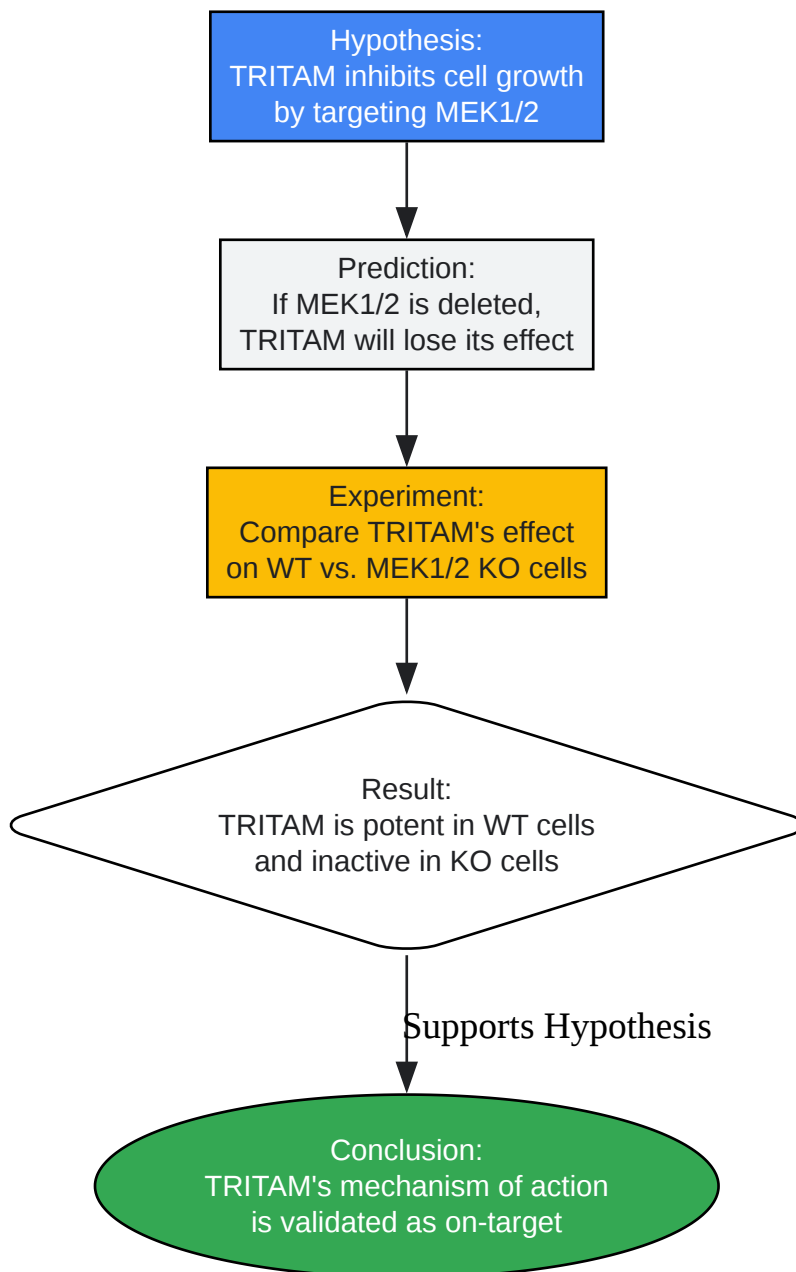 Hypothesis:
TRITAM inhibits cell growth
by targeting MEK1/2
Prediction:
If MEK1/2 is deleted,
TRITAM will lose its effect
Experiment:
Compare TRITAM's effect
on WT vs. MEK1/2 KO cells
Result:
TRITAM is potent in WT cells
and inactive in KO cells
Supports Hypothesis
Conclusion:
TRITAM's mechanism of action
is validated as on-target